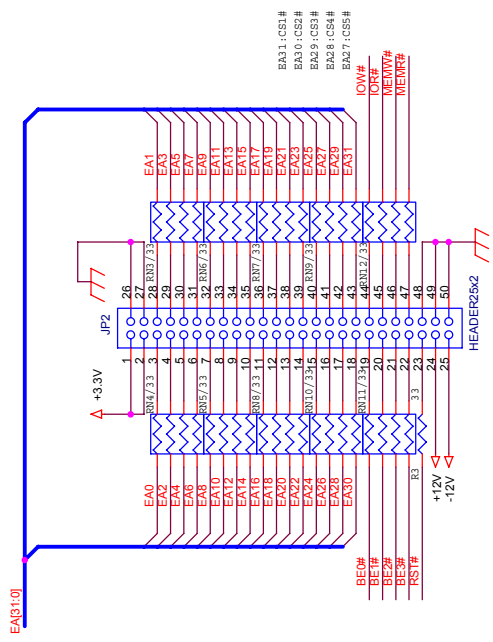 EA[31:0]
EA0
EA2
EA4
EA6
EA8
EA10
EA12
EA14
EA16
EA18
EA20
EA22
EA24
EA26
EA28
EA30
BE0#
BE1#
BE2#
BE3#
RST#
+3.3V
RN4/33
RN5/33
RN8/33
RN10/33
RN11/33
R3
33
+12V
-12V
JP2
1
2
3
4
5
6
7
8
9
10
11
12
13
14
15
16
17
18
19
20
21
22
23
24
25
26
27
28
29
30
31
32
33
34
35
36
37
38
39
40
41
42
43
44
45
46
47
48
49
50
HEADER25x2
RN3/33
RN6/33
RN7/33
RN9/33
RN12/33
EA1
EA3
EA5
EA7
EA9
EA11
EA13
EA15
EA17
EA19
EA21
EA23
EA25
EA27
EA29
EA31
IOW#
IOR#
MEMW#
MEMR#
EA31:CS1#
EA30:CS2#
EA29:CS3#
EA28:CS4#
EA27:CS5#